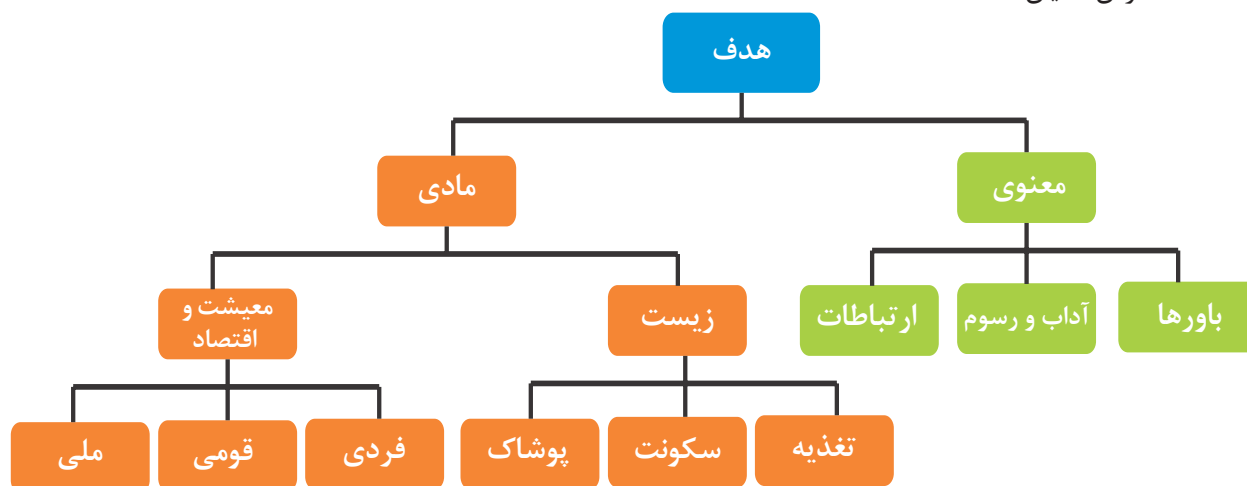 هدف
معنوی
مادی
باورها
آداب و رسوم
ارتباطات
زیست
معیشت و
اقتصاد
تغذیه
سکونت
پوشاک
فردی
قومی
ملی